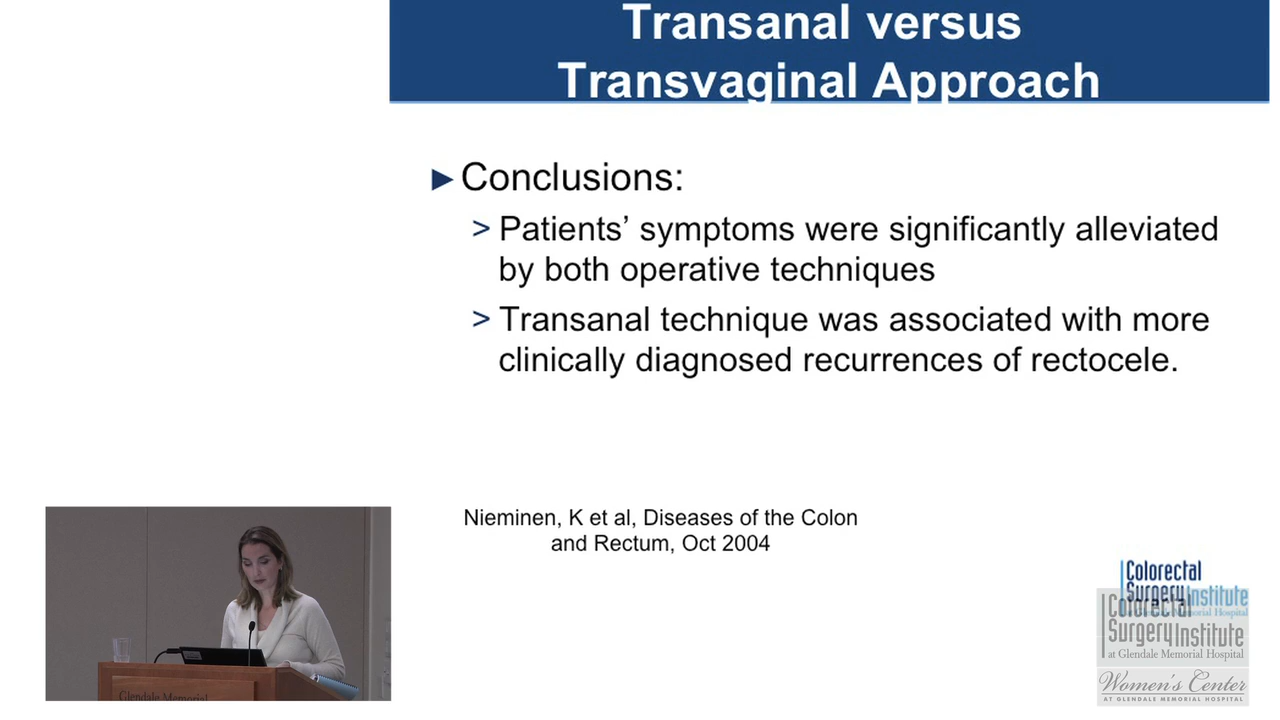 Transanal versus
Transvaginal Approach
►Conclusions:
> Patients’ symptoms were significantly alleviated
by both operative techniques
> Transanal technique was associated with more
clinically diagnosed recurrences of rectocele.
Nieminen, K et al, Diseases of the Colon
and Rectum, Oct 2004
Glendale Memorial
Colorectal
Surgery Institute
Memorial Hospital
Colorectal
Surgery Institute
at Glendale Memorial Hospital
Women's Center
AT GLENDALE MEMORIAL HOSPITAL